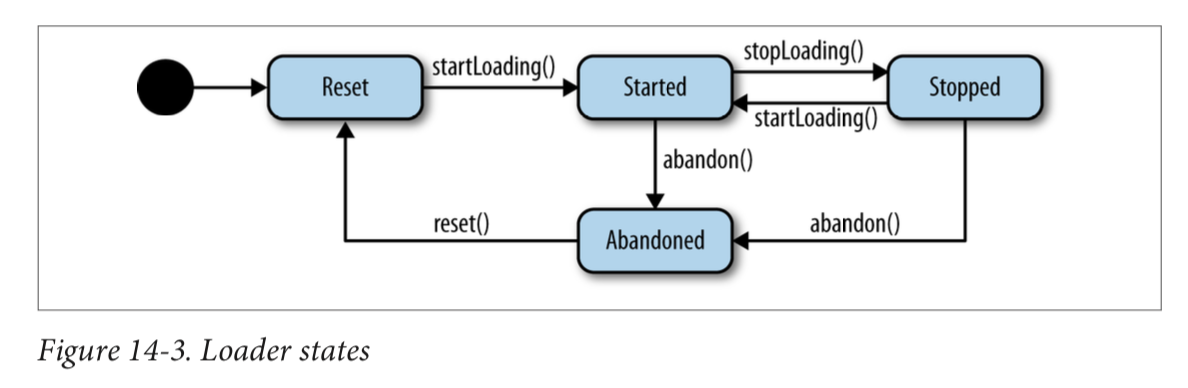 stopLoading()
startLoading()
Reset
Started
Stopped
startLoading()
abandon()
reset()
Abandoned
abandon()
Figure 14-3. Loader states